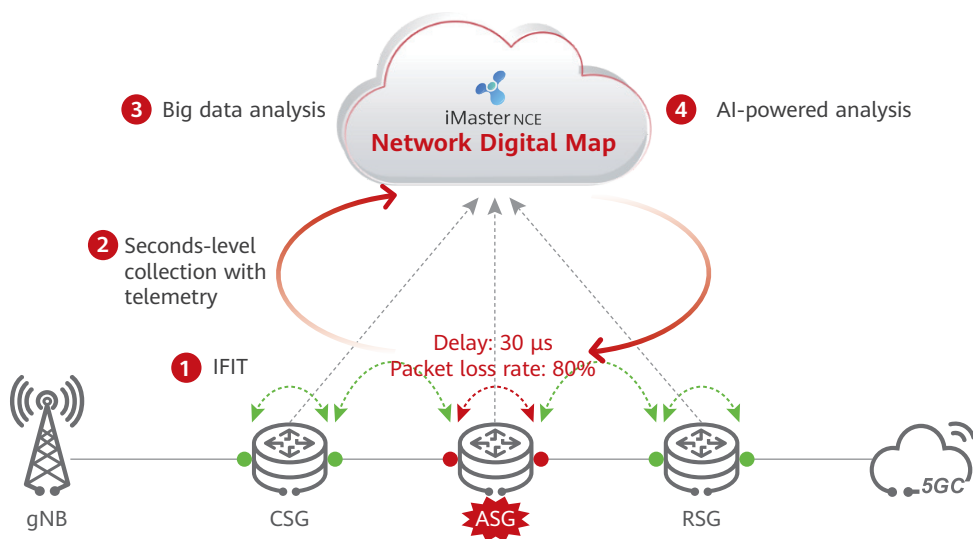 iMaster NCE
Network Digital Map
3 Big data analysis
4 AI-powered analysis
2 Seconds-level
collection with
telemetry
Delay: 30 μs
Packet loss rate: 80%
1 IFIT
gNB
CSG
ASG
RSG
5GC